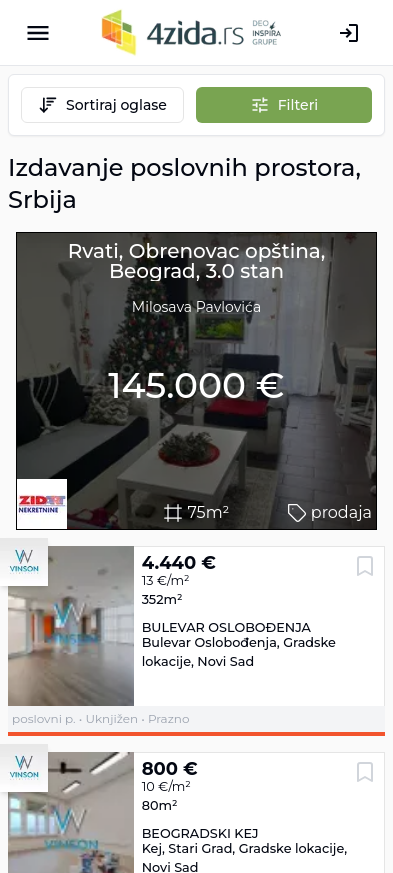 4zida.rs
DEO
INSPIRA
GRUPE
Sortiraj oglase
Filteri
Izdavanje poslovnih prostora,
Srbija
Rvati, Obrenovac opština,
Beograd, 3.0 stan
Milosava Pavlovića
145.000 €
ZID
NEKRETNINE
75m²
prodaja
VINSON
4.440 €
13 €/m²
352m²
VINSON
BULEVAR OSLOBOĐENJA
Bulevar Oslobođenja, Gradske
lokacije, Novi Sad
poslovni p. • Uknjižen • Prazno
VINSON
800 €
10 €/m²
80m²
VINSON
BEOGRADSKI KEJ
Kej, Stari Grad, Gradske lokacije,
Novi Sad